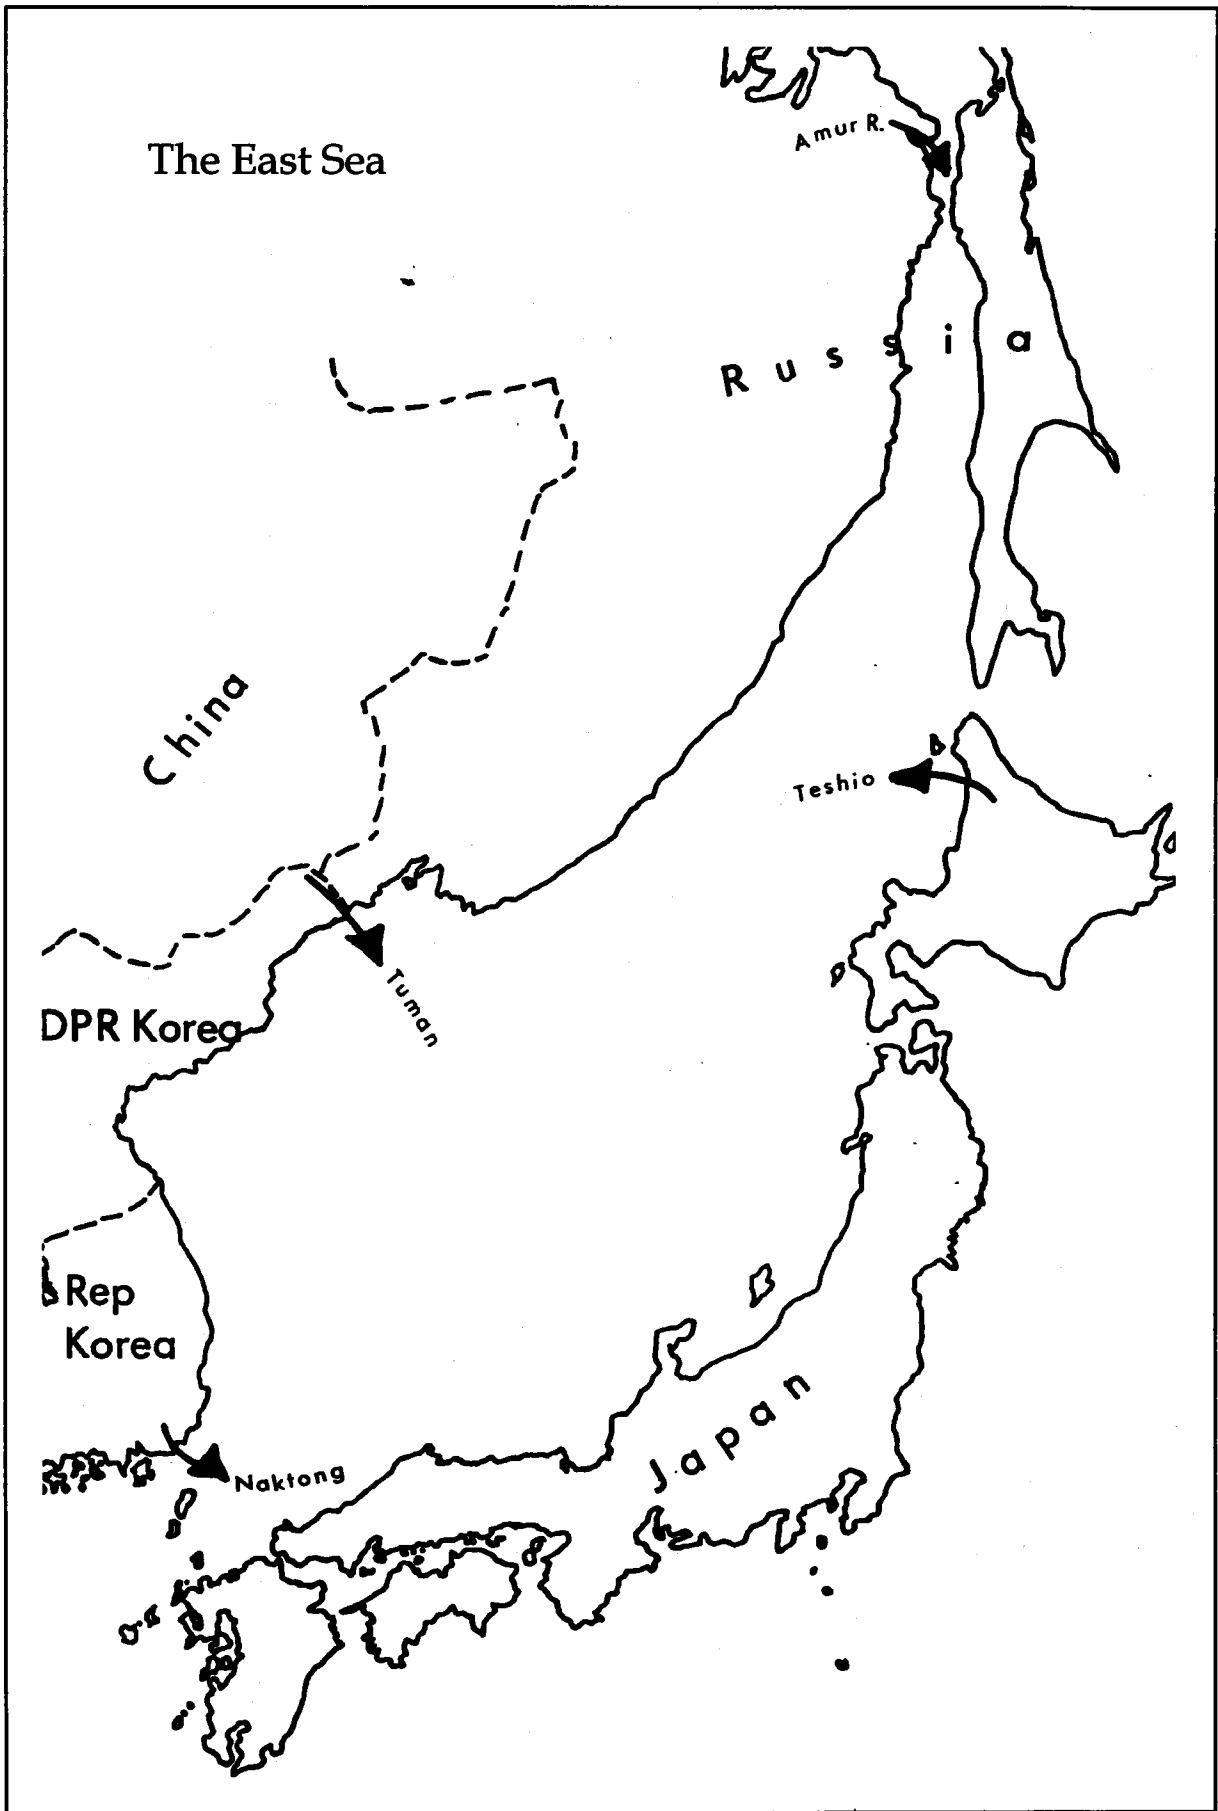 The East Sea
Amur R.
Russia
China
Teshio
Tuman
DPR Korea
Rep
Korea
Japan
Naktong